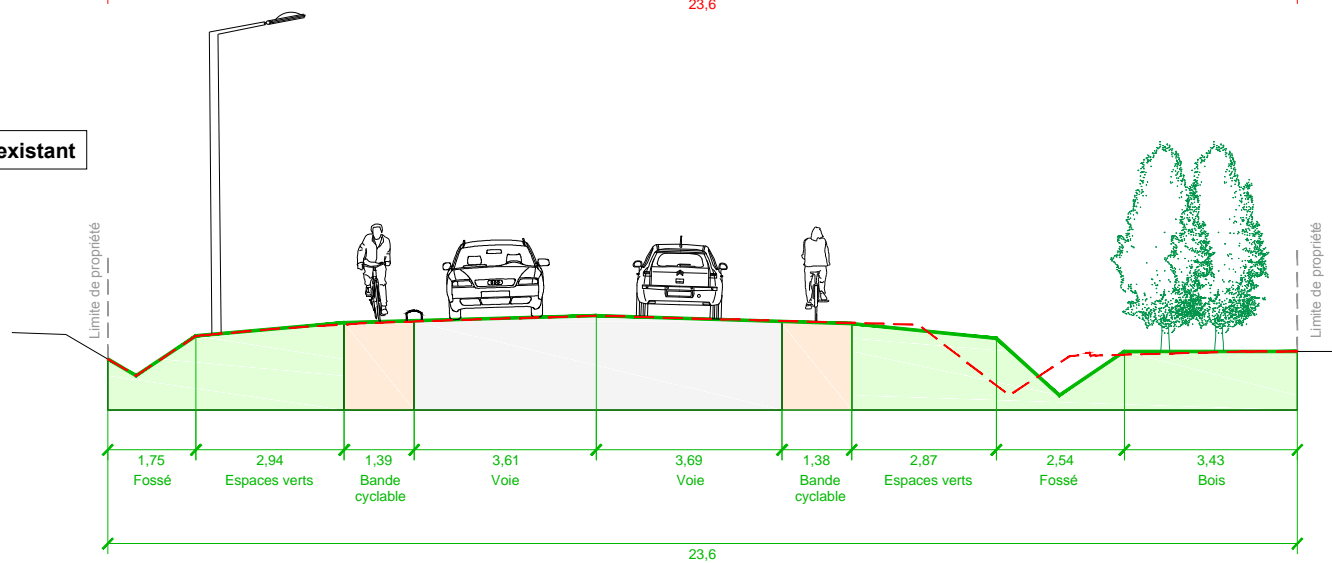 23,6
existant
Limite de propriété
Limite de propriété
1,75
Fossé
2,94
Espaces verts
1,39
Bande
cyclable
3,61
Voie
3,69
Voie
1,38
Bande
cyclable
2,87
Espaces verts
2,54
Fossé
3,43
Bois
23,6